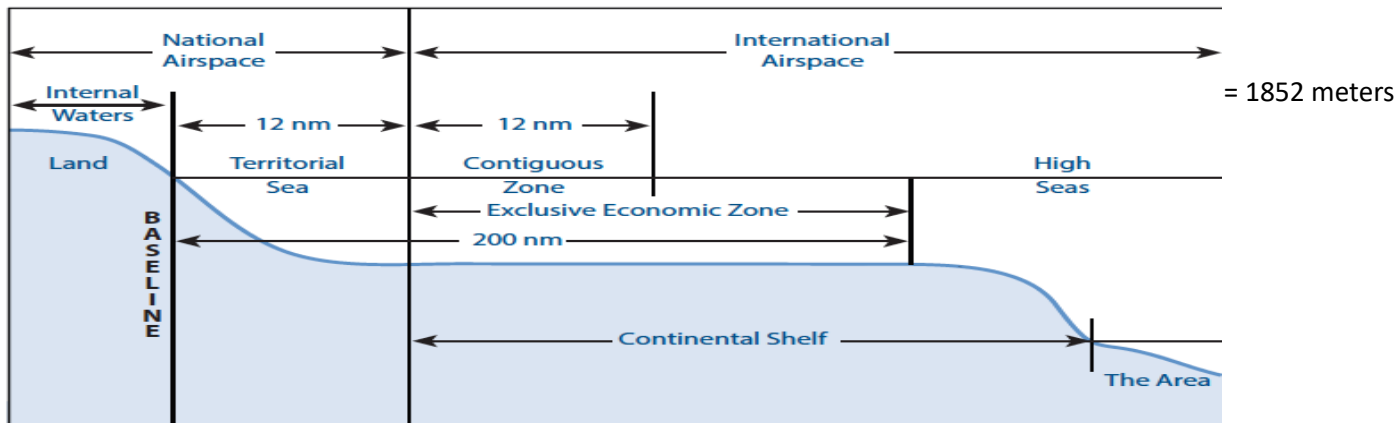 National
Airspace
International
Airspace
Internal
Waters
= 1852 meters
12 nm
12 nm
Land
Territorial
Sea
Contiguous
Zone
High
Seas
Exclusive Economic Zone
200 nm
BASELINE
Continental Shelf
The Area